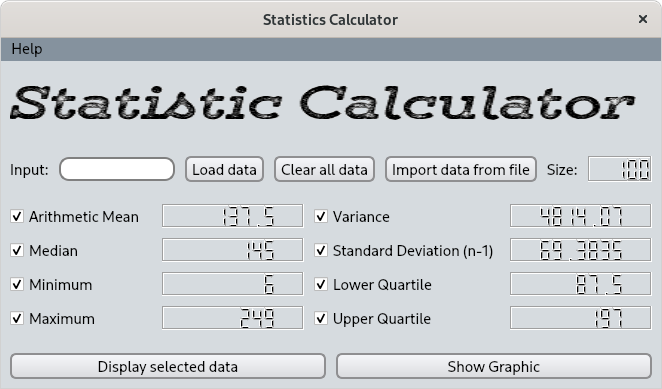 Statistics Calculator ×
Help
Statistic Calculator
Input: Load data Clear all data Import data from file Size: 100
Arithmetic Mean 137.5 Variance 4814.07
Median 145 Standard Deviation (n-1) 69.3835
Minimum 6 Lower Quartile 87.5
Maximum 249 Upper Quartile 197
Display selected data Show Graphic